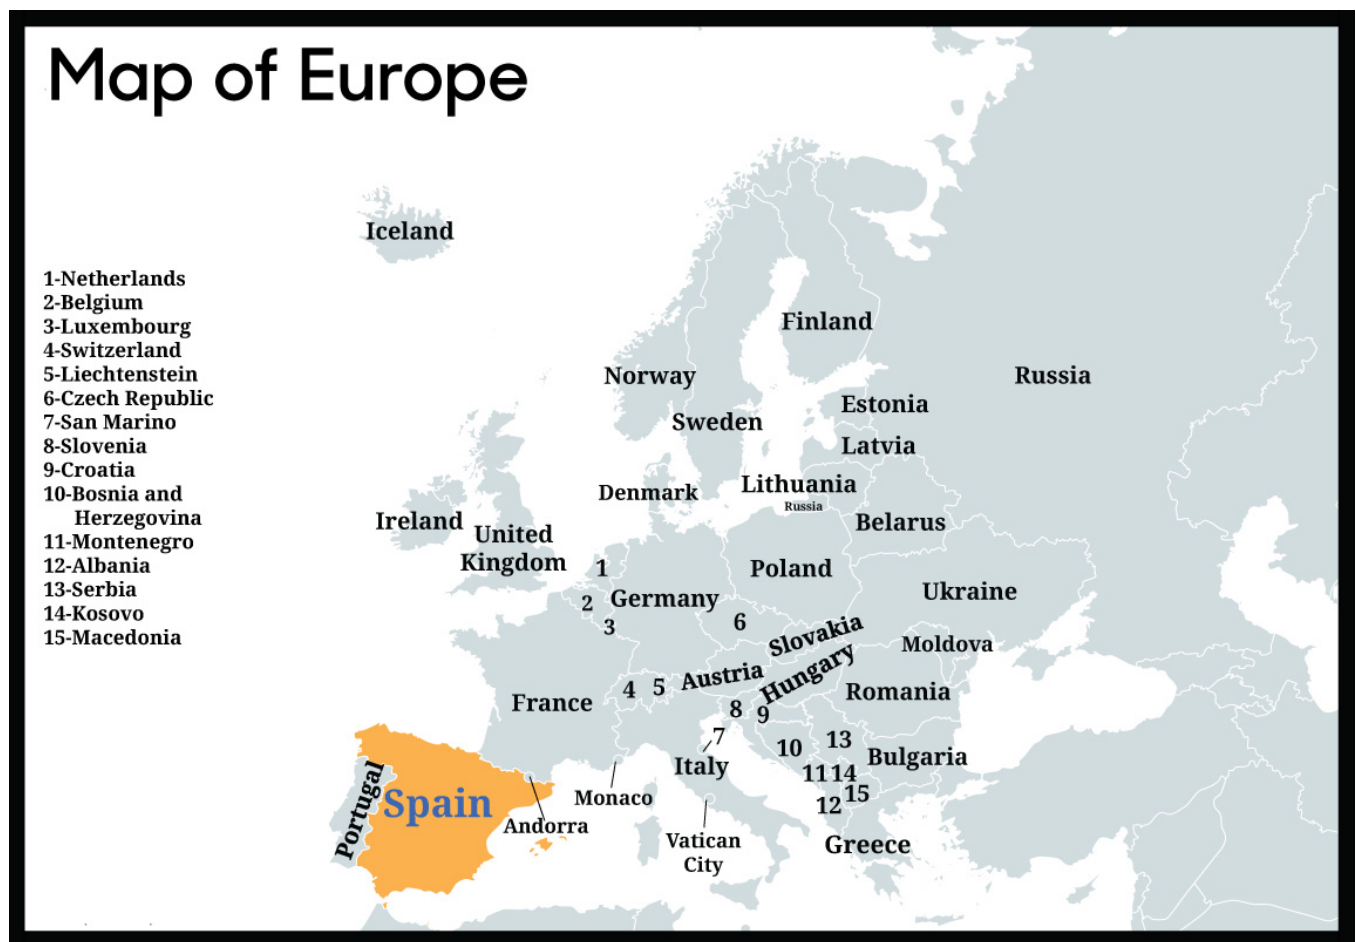 Map of Europe
Iceland
1-Netherlands
2-Belgium
3-Luxembourg
4-Switzerland
5-Liechtenstein
6-Czech Republic
7-San Marino
8-Slovenia
9-Croatia
10-Bosnia and
Herzegovina
11-Montenegro
12-Albania
13-Serbia
14-Kosovo
15-Macedonia
Finland
Norway
Russia
Sweden
Estonia
Latvia
Lithuania
Russia
Denmark
Belarus
Ireland
United
Kingdom
1
Poland
2
Germany
Ukraine
3
6
Slovakia
Moldova
4
5
Austria
Hungary
Romania
France
8
9
7
10
13
Bulgaria
Italy
11
14
Monaco
15
12
Portugal
Spain
Andorra
Vatican
City
Greece